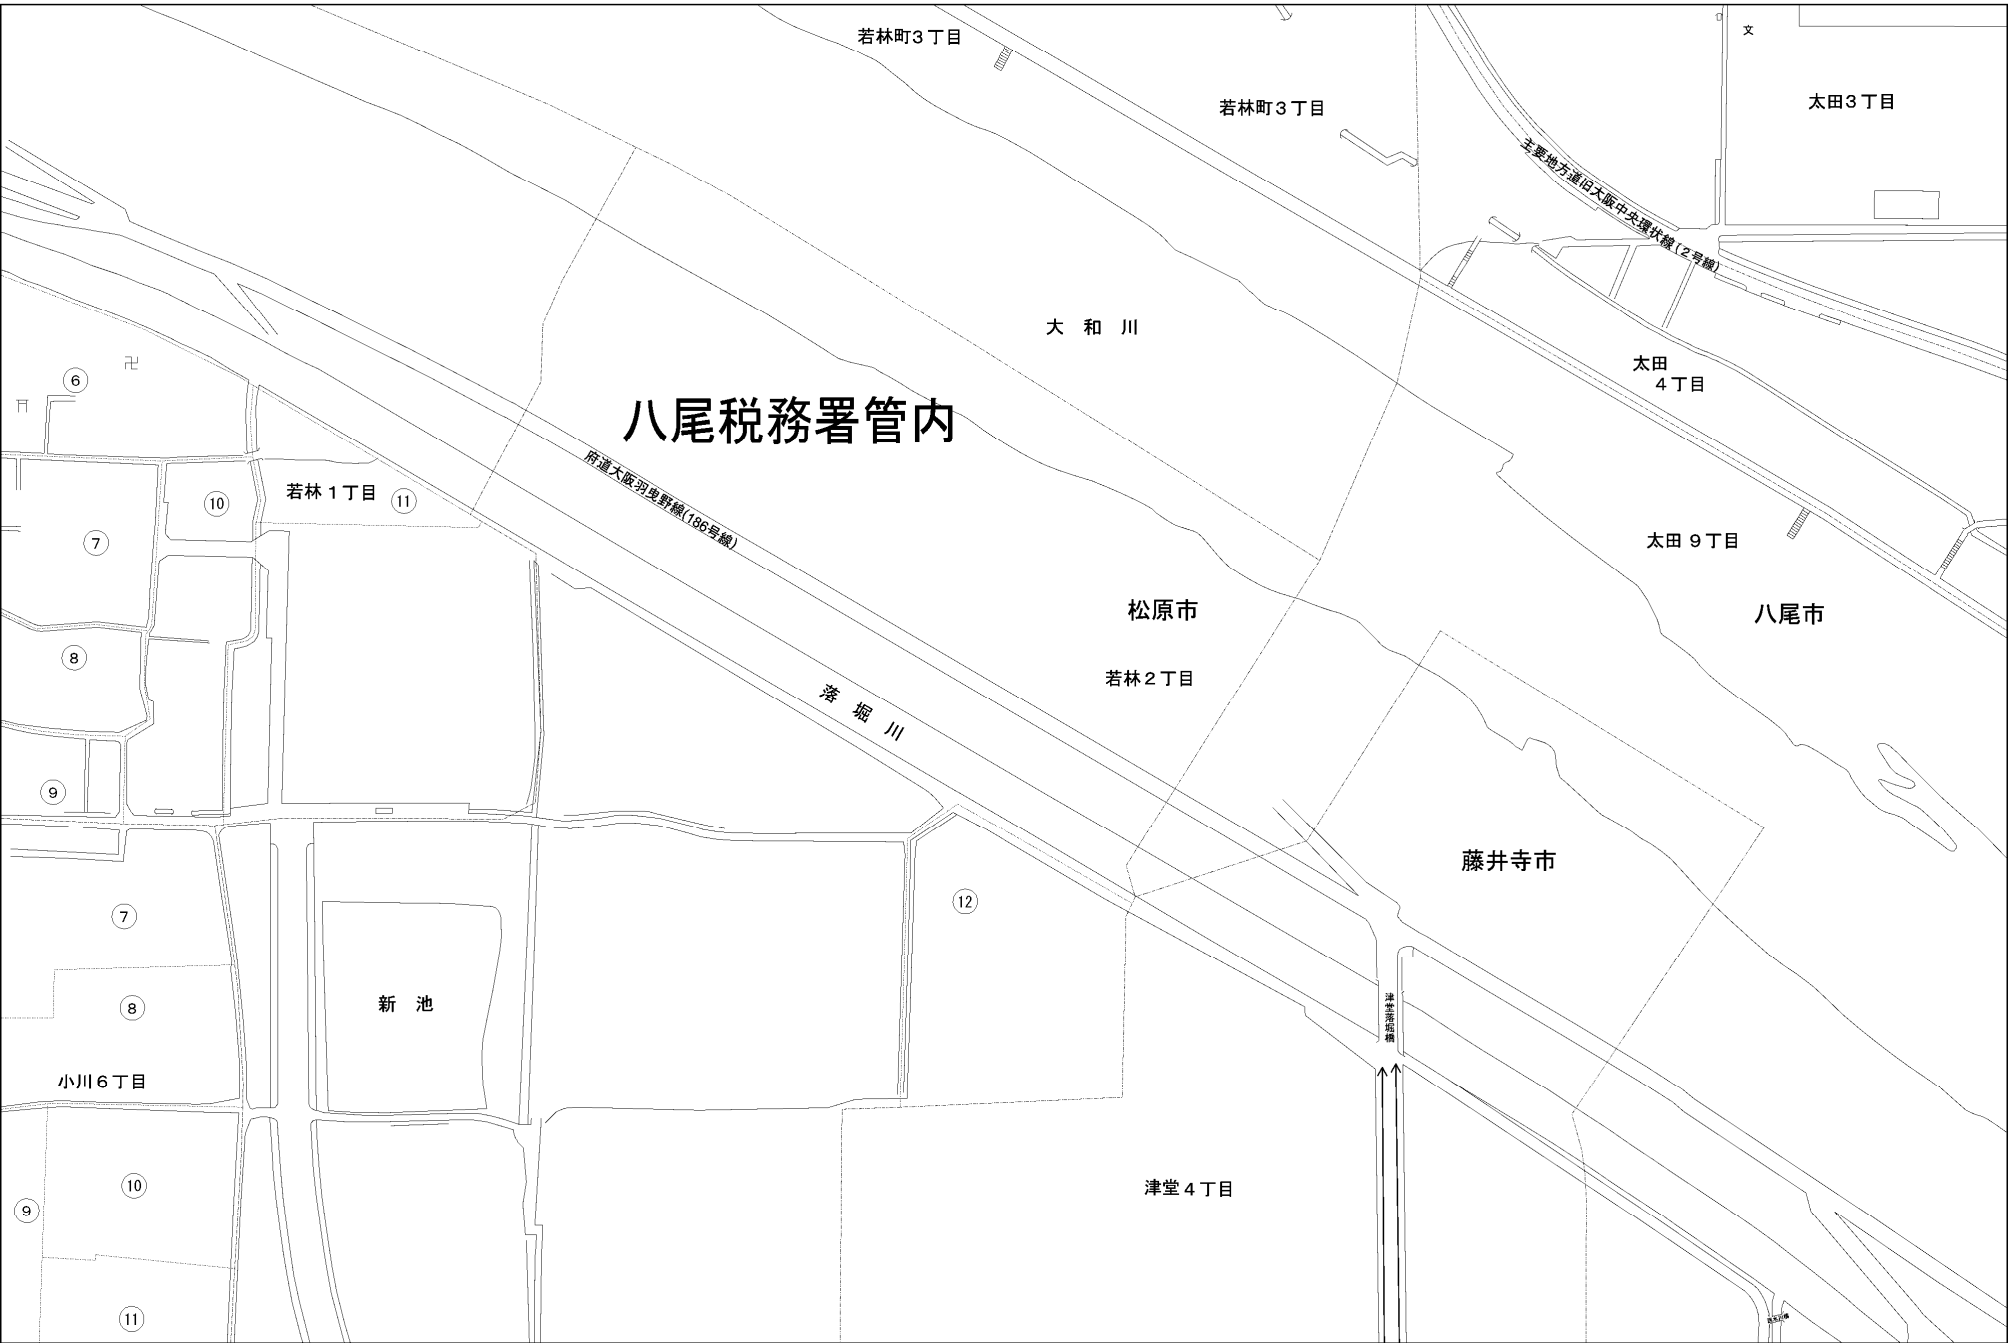 文
若林町3丁目
太田3丁目
若林町3丁目
主要地方道旧大阪中央環状線(2号線)
大和川
太田
4丁目
卍
6
八尾税務署管内
府道大阪羽曳野線(186号線)
若林1丁目
11
10
7
太田9丁目
松原市
八尾市
8
若林2丁目
落堀川
9
藤井寺市
12
7
新池
8
津堂落堀橋
小川6丁目
10
津堂4丁目
9
11